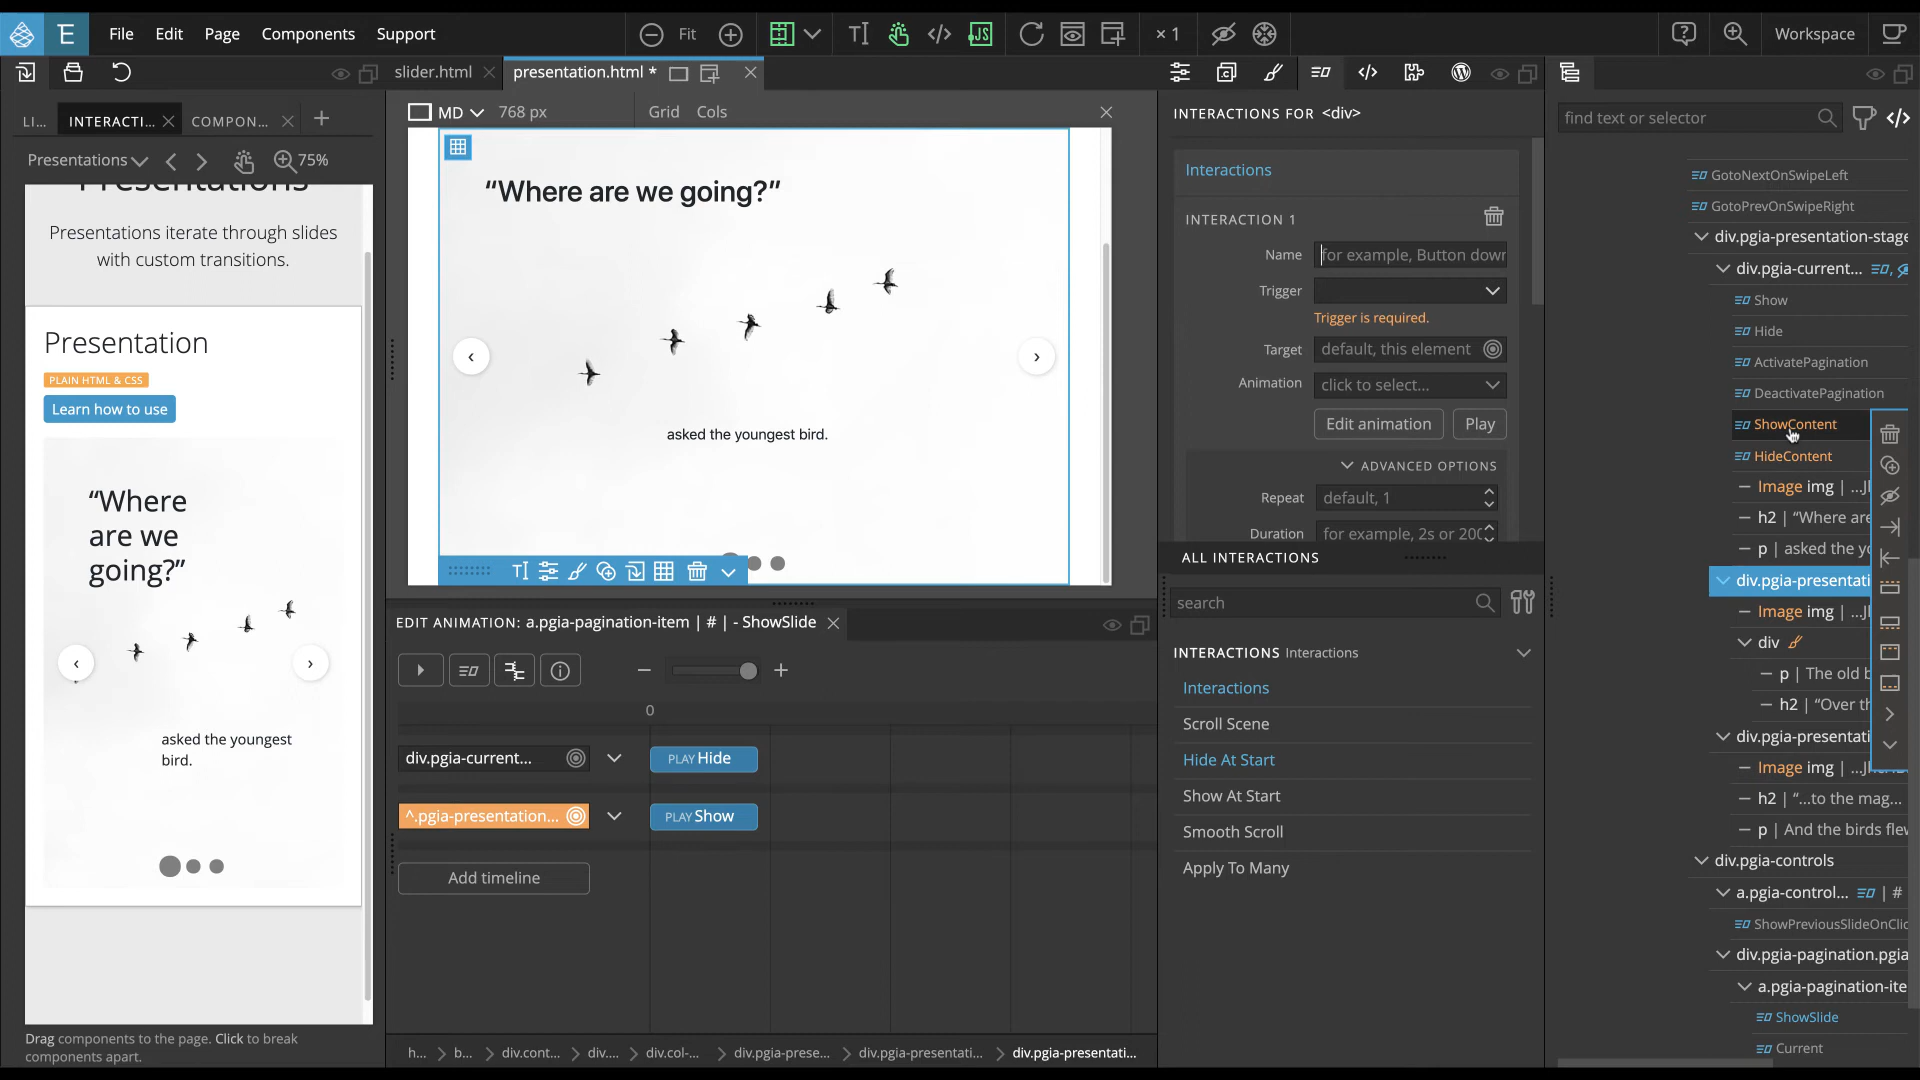 E File Edit Page Components Support Fit JS × 1 Workspace
slider.html presentation.html *
LI... INTERACTI... COMPON...
Presentations 75%
Presentations
Presentations iterate through slides
with custom transitions.
Presentation
PLAIN HTML & CSS
Learn how to use
“Where
are we
going?”
asked the youngest
bird.
Drag components to the page. Click to break
components apart.
MD 768 px Grid Cols
“Where are we going?”
asked the youngest bird.
EDIT ANIMATION: a.pgia-pagination-item | # | - ShowSlide
0
div.pgia-current... PLAY Hide
^.pgia-presentation... PLAY Show
Add timeline
h... b... div.cont... div.... div.col-... div.pgia-prese... div.pgia-presentati... div.pgia-presentati...
INTERACTIONS FOR <div>
Interactions
INTERACTION 1
Name for example, Button down
Trigger
Trigger is required.
Target default, this element
Animation click to select...
Edit animation Play
ADVANCED OPTIONS
Repeat default, 1
Duration for example, 2s or 200
ALL INTERACTIONS
search
INTERACTIONS Interactions
Interactions
Scroll Scene
Hide At Start
Show At Start
Smooth Scroll
Apply To Many
find text or selector
GotoNextOnSwipeLeft
GotoPrevOnSwipeRight
div.pgia-presentation-stage
div.pgia-current...
Show
Hide
ActivatePagination
DeactivatePagination
ShowContent
HideContent
Image img | ...
h2 | “Where are
p | asked the yo
div.pgia-presentati
Image img | ...
div
p | The old b
h2 | “Over th
div.pgia-presentati
Image img | ...
h2 | “...to the mag...
p | And the birds flew
div.pgia-controls
a.pgia-control... | #
ShowPreviousSlideOnClic
div.pgia-pagination.pgia
a.pgia-pagination-ite
ShowSlide
Current